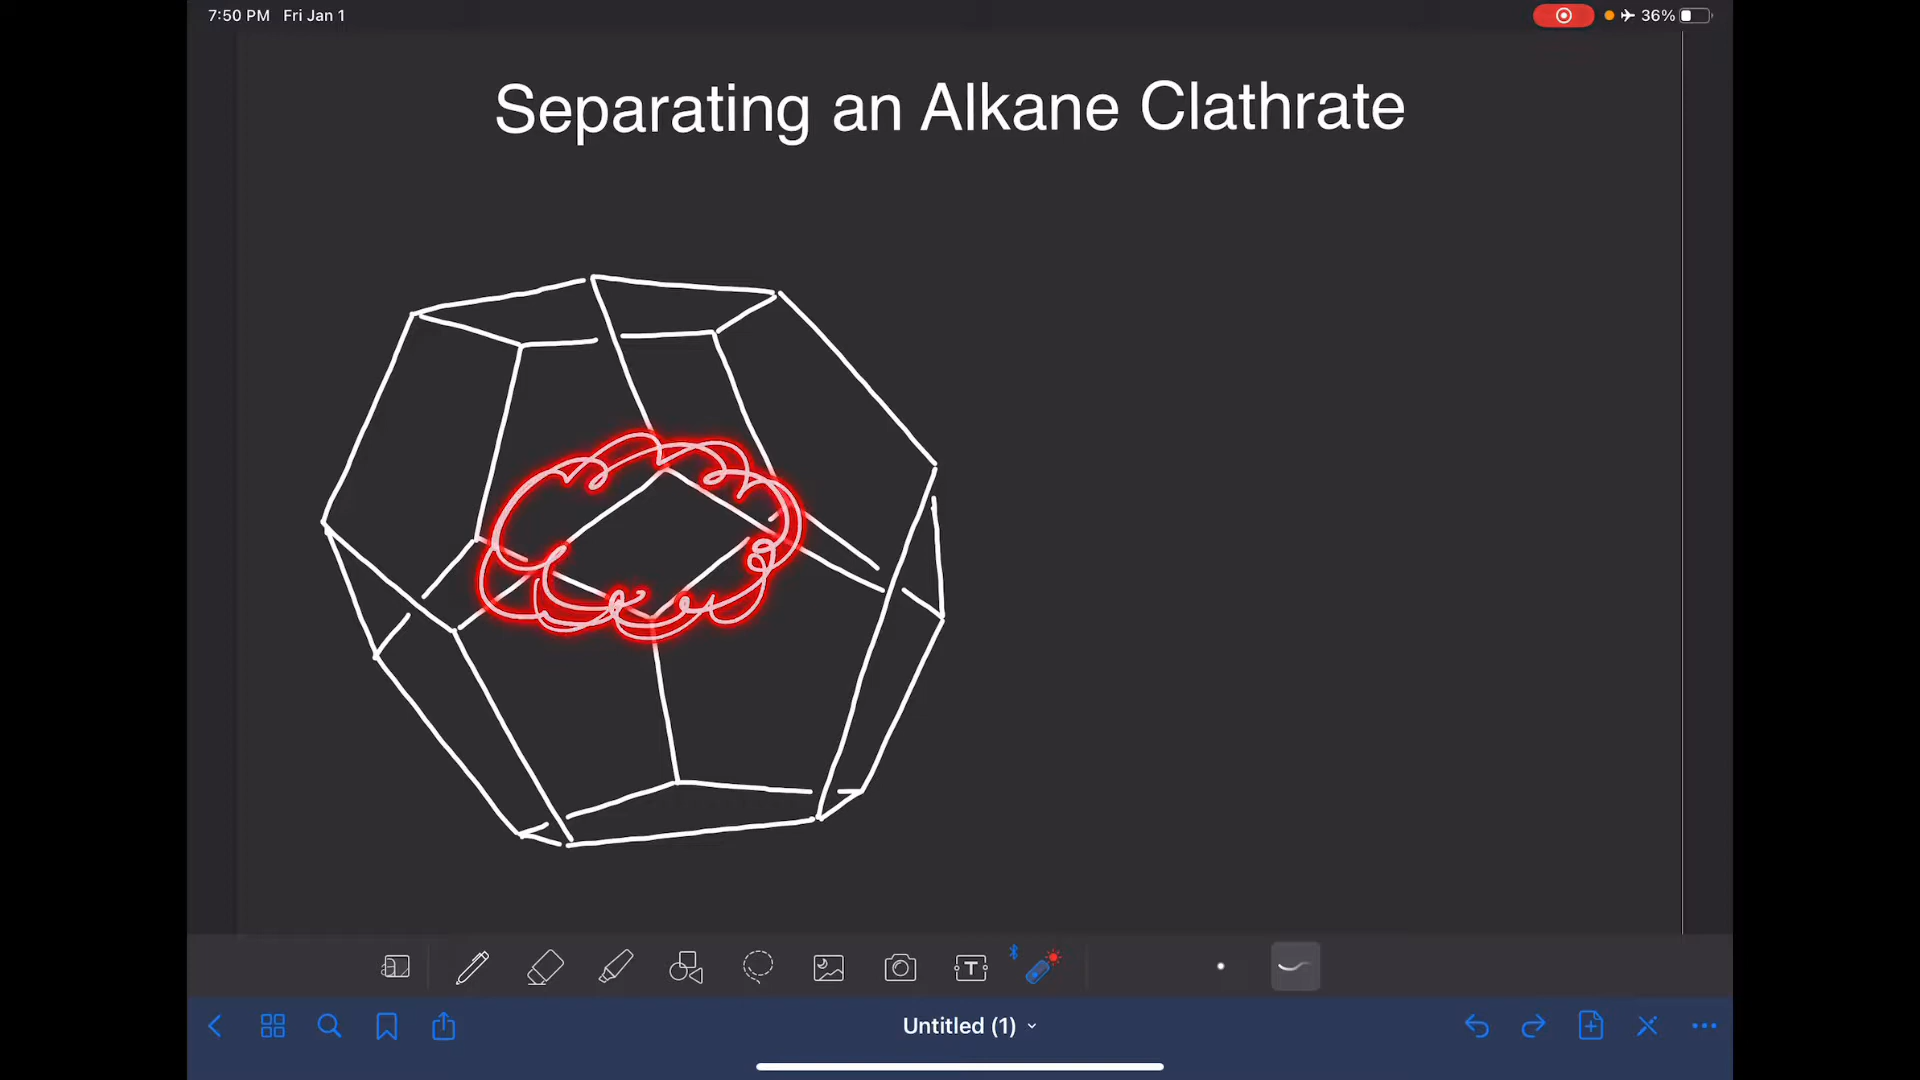 7:50 PM Fri Jan 1
36%
Separating an Alkane Clathrate
T
Untitled (1)